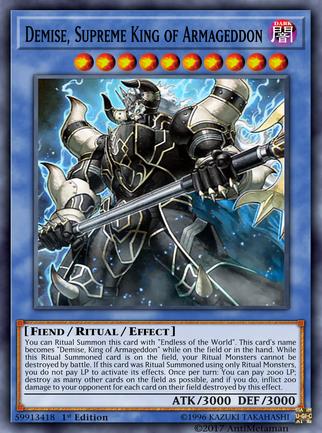 DEMISE, SUPREME KING OF ARMAGEDDON
DARK
闇
[FIEND / RITUAL / EFFECT]
You can Ritual Summon this card with "Endless of the World". This card's name
becomes "Demise, King of Armageddon" while on the field or in the hand. While
this Ritual Summoned card is on the field, your Ritual Monsters cannot be
destroyed by battle. If this card was Ritual Summoned using only Ritual Monsters,
you do not pay LP to activate its effects. Once per turn: You can pay 2000 LP;
destroy as many other cards on the field as possible, and if you do, inflict 200
damage to your opponent for each card on their field destroyed by this effect.
ATK/3000 DEF/3000
59913418 1st Edition ©1996 KAZUKI TAKAHASHI
©2017 AntiMetaman